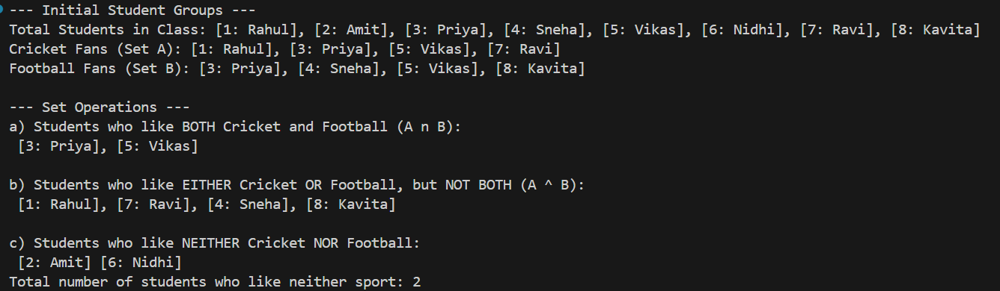 --- Initial Student Groups ---
Total Students in Class: [1: Rahul], [2: Amit], [3: Priya], [4: Sneha], [5: Vikas], [6: Nidhi], [7: Ravi], [8: Kavita]
Cricket Fans (Set A): [1: Rahul], [3: Priya], [5: Vikas], [7: Ravi]
Football Fans (Set B): [3: Priya], [4: Sneha], [5: Vikas], [8: Kavita]
--- Set Operations ---
a) Students who like BOTH Cricket and Football (A n B):
[3: Priya], [5: Vikas]
b) Students who like EITHER Cricket OR Football, but NOT BOTH (A ^ B):
[1: Rahul], [7: Ravi], [4: Sneha], [8: Kavita]
c) Students who like NEITHER Cricket NOR Football:
[2: Amit] [6: Nidhi]
Total number of students who like neither sport: 2